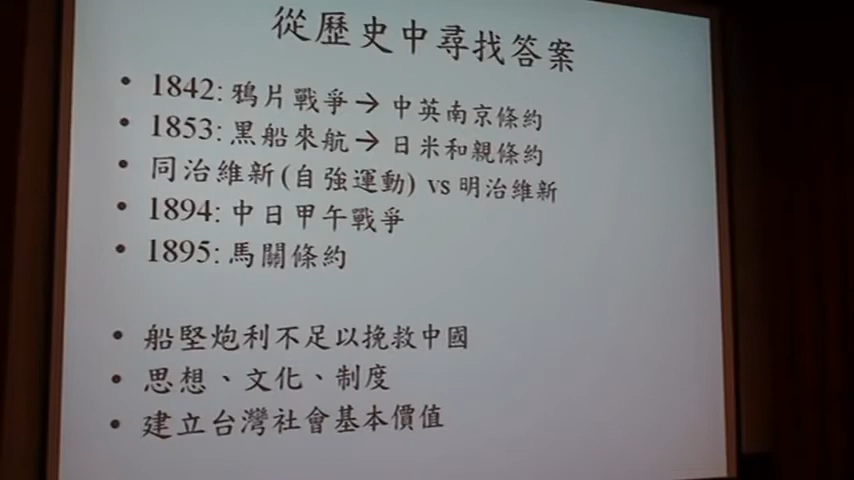 從歷史中尋找答案
• 1842: 鴉片戰爭→ 中英南京條約
• 1853: 黑船來航→ 日米和親條約
• 同治維新(自強運動) vs 明治維新
• 1894: 中日甲午戰爭
• 1895: 馬關條約
• 船堅炮利不足以挽救中國
• 思想、文化、制度
• 建立台灣社會基本價值